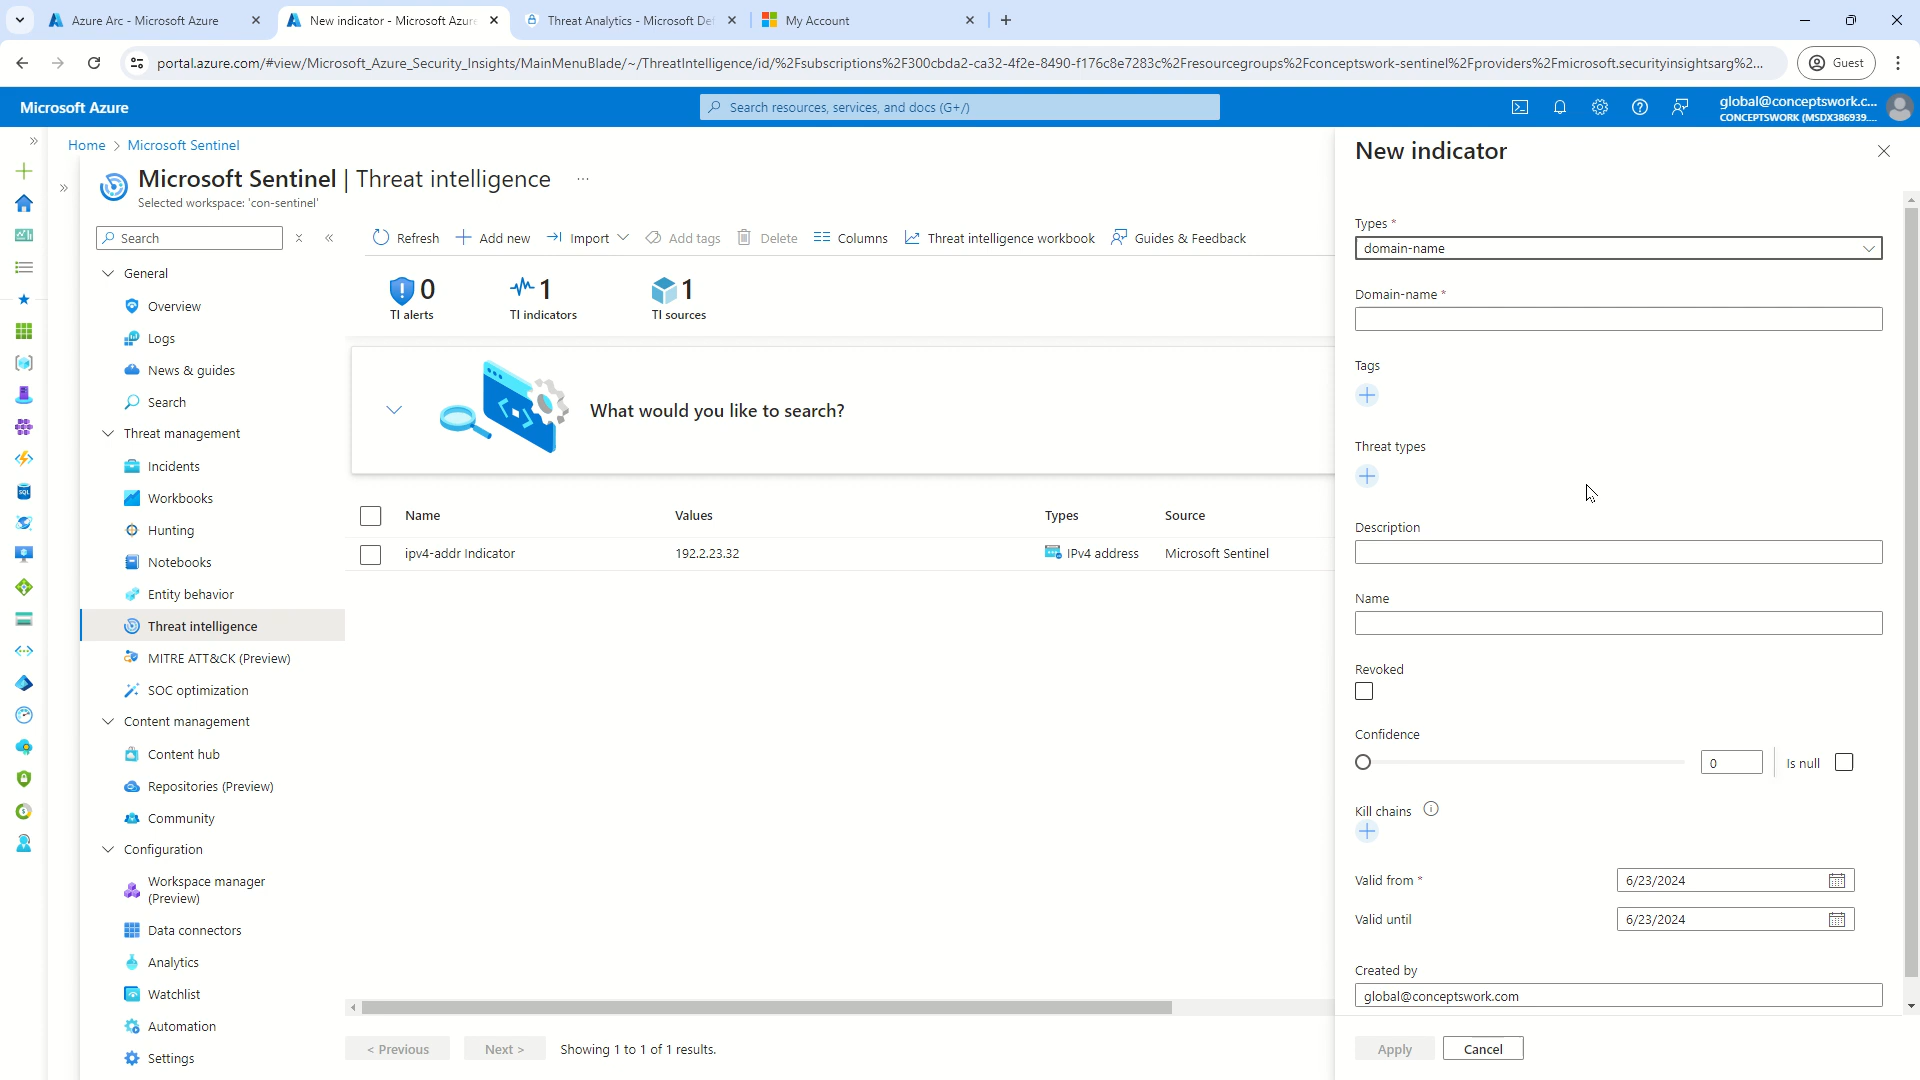 Azure Arc - Microsoft Azure
New indicator - Microsoft Azure
Threat Analytics - Microsoft De
My Account
portal.azure.com/#view/Microsoft_Azure_Security_Insights/MainMenuBlade/~/ThreatIntelligence/id/%2Fsubscriptions%2F300cbda2-ca32-4f2e-8490-f176c8e7283c%2Fresourcegroups%2Fconceptswork-sentinel%2Fproviders%2Fmicrosoft.securityinsightsarg%2...
Guest
Microsoft Azure
Search resources, services, and docs (G+/)
global@conceptswork.c...
CONCEPTSWORK (MSDX386939....
Home > Microsoft Sentinel
Microsoft Sentinel | Threat intelligence ...
Selected workspace: 'con-sentinel'
Search
General
Overview
Logs
News & guides
Search
Threat management
Incidents
Workbooks
Hunting
Notebooks
Entity behavior
Threat intelligence
MITRE ATT&CK (Preview)
SOC optimization
Content management
Content hub
Repositories (Preview)
Community
Configuration
Workspace manager
(Preview)
Data connectors
Analytics
Watchlist
Automation
Settings
Refresh Add new Import Add tags Delete Columns Threat intelligence workbook Guides & Feedback
0 1 1
TI alerts TI indicators TI sources
What would you like to search?
Name Values Types Source
ipv4-addr Indicator 192.2.23.32 IPv4 address Microsoft Sentinel
< Previous Next > Showing 1 to 1 of 1 results.
New indicator
Types *
domain-name
Domain-name *
Tags
Threat types
Description
Name
Revoked
Confidence
0 Is null
Kill chains
Valid from * 6/23/2024
Valid until 6/23/2024
Created by
global@conceptswork.com
Apply Cancel
SQL